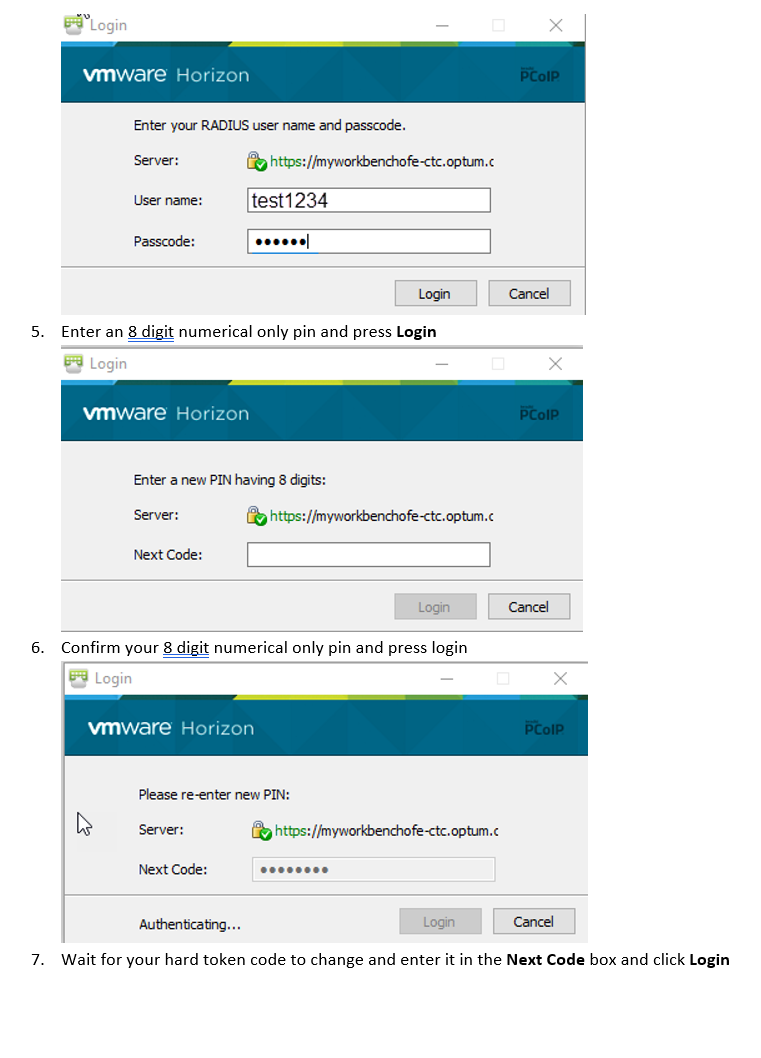 Login
vmware Horizon
PCoIP
Enter your RADIUS user name and passcode.
Server: https://myworkbenchofe-ctc.optum.c
User name: test1234
Passcode: ••••••
Login Cancel
5. Enter an 8 digit numerical only pin and press Login
Login
vmware Horizon
PCoIP
Enter a new PIN having 8 digits:
Server: https://myworkbenchofe-ctc.optum.c
Next Code:
Login Cancel
6. Confirm your 8 digit numerical only pin and press login
Login
vmware Horizon
PCoIP
Please re-enter new PIN:
Server: https://myworkbenchofe-ctc.optum.c
Next Code: ••••••••
Authenticating... Login Cancel
7. Wait for your hard token code to change and enter it in the Next Code box and click Login